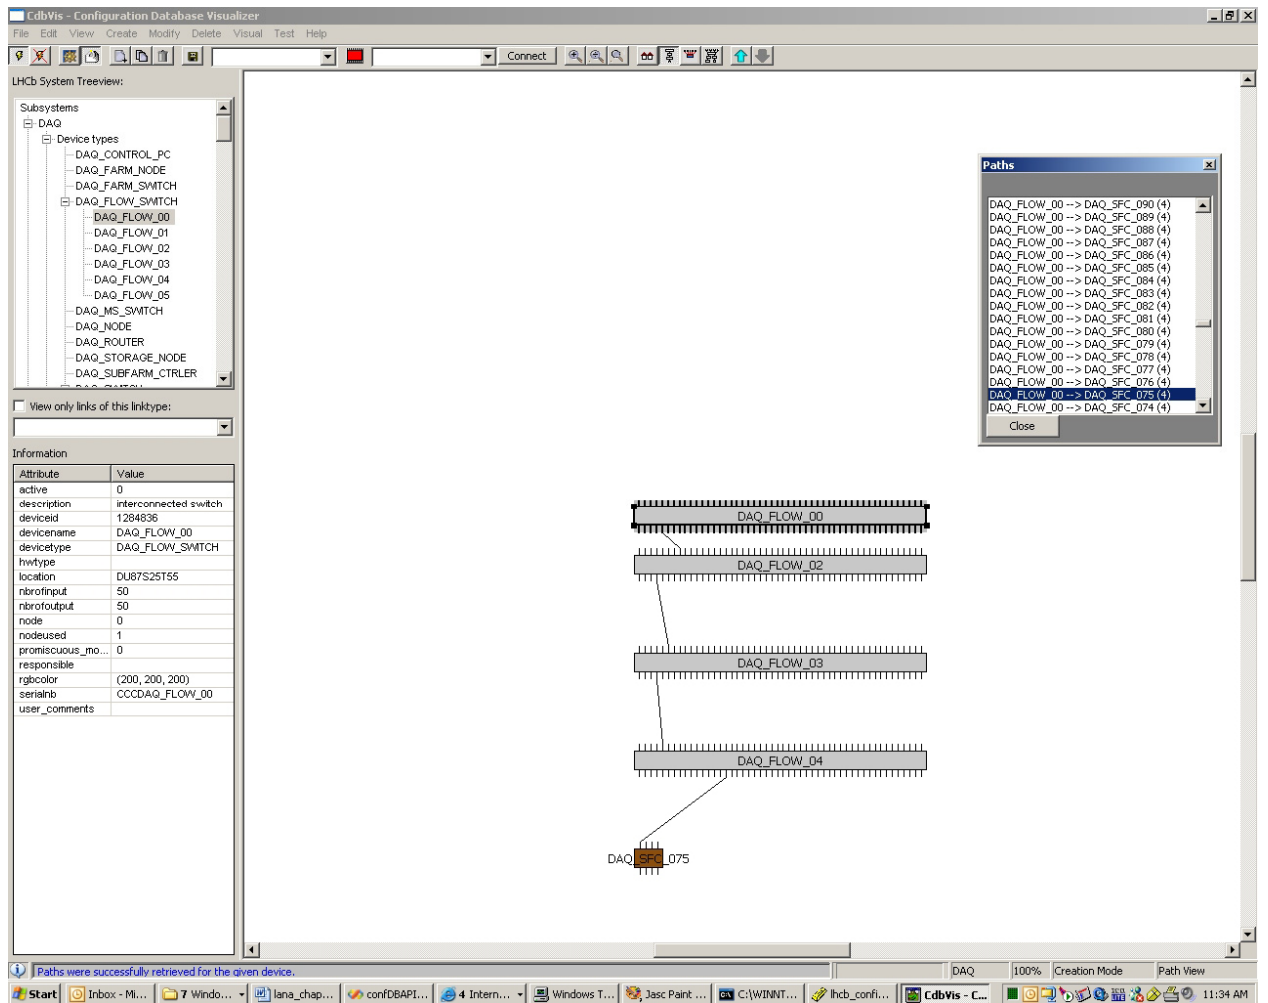 CdbVis - Configuration Database Visualizer
File Edit View Create Modify Delete Visual Test Help
Connect
LHCb System Treeview:
Subsystems
DAQ
Device types
DAQ_CONTROL_PC
DAQ_FARM_NODE
DAQ_FARM_SWITCH
DAQ_FLOW_SWITCH
DAQ_FLOW_00
DAQ_FLOW_01
DAQ_FLOW_02
DAQ_FLOW_03
DAQ_FLOW_04
DAQ_FLOW_05
DAQ_MS_SWITCH
DAQ_NODE
DAQ_ROUTER
DAQ_STORAGE_NODE
DAQ_SUBFARM_CTRLER
View only links of this linktype:
Information
Attribute Value
active 0
description interconnected switch
deviceid 1284836
devicename DAQ_FLOW_00
devicetype DAQ_FLOW_SWITCH
hwtype
location DU87S25T55
nbrofinput 50
nbrofoutput 50
node 0
nodeused 1
promiscuous_mo... 0
responsible
rgbcolor (200, 200, 200)
serialnb CCCDAQ_FLOW_00
user_comments
Paths
DAQ_FLOW_00 --> DAQ_SFC_090 (4)
DAQ_FLOW_00 --> DAQ_SFC_089 (4)
DAQ_FLOW_00 --> DAQ_SFC_088 (4)
DAQ_FLOW_00 --> DAQ_SFC_087 (4)
DAQ_FLOW_00 --> DAQ_SFC_086 (4)
DAQ_FLOW_00 --> DAQ_SFC_085 (4)
DAQ_FLOW_00 --> DAQ_SFC_084 (4)
DAQ_FLOW_00 --> DAQ_SFC_083 (4)
DAQ_FLOW_00 --> DAQ_SFC_082 (4)
DAQ_FLOW_00 --> DAQ_SFC_081 (4)
DAQ_FLOW_00 --> DAQ_SFC_080 (4)
DAQ_FLOW_00 --> DAQ_SFC_079 (4)
DAQ_FLOW_00 --> DAQ_SFC_078 (4)
DAQ_FLOW_00 --> DAQ_SFC_077 (4)
DAQ_FLOW_00 --> DAQ_SFC_076 (4)
DAQ_FLOW_00 --> DAQ_SFC_075 (4)
DAQ_FLOW_00 --> DAQ_SFC_074 (4)
Close
DAQ_FLOW_00
DAQ_FLOW_02
DAQ_FLOW_03
DAQ_FLOW_04
DAQ_SFC_075
Paths were successfully retrieved for the given device. DAQ 100% Creation Mode Path View
Start Inbox - Mi... 7 Windo... lana_chap... confDBAPI... 4 Intern... Windows T... Jasc Paint ... C:\WINNT... lhcb_confi... CdbVis - C... 11:34 AM